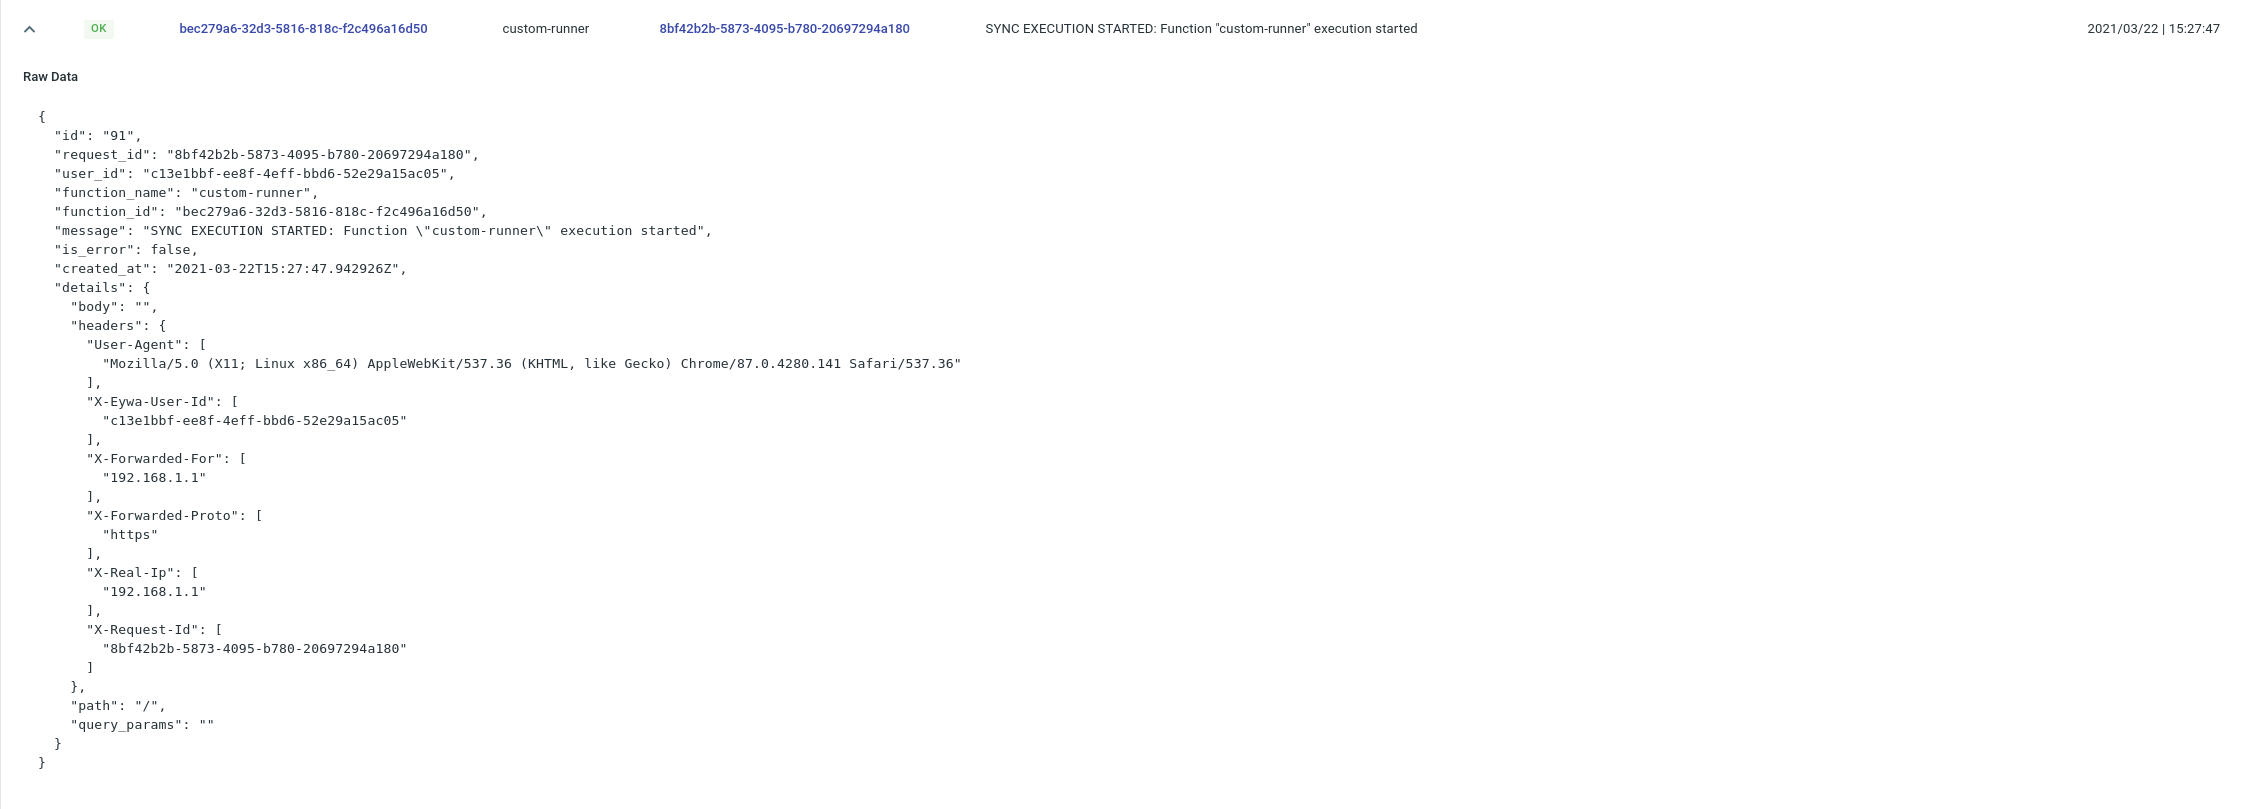 OK bec279a6-32d3-5816-818c-f2c496a16d50 custom-runner 8bf42b2b-5873-4095-b780-20697294a180 SYNC EXECUTION STARTED: Function "custom-runner" execution started 2021/03/22 | 15:27:47
Raw Data
{
  "id": "91",
  "request_id": "8bf42b2b-5873-4095-b780-20697294a180",
  "user_id": "c13e1bbf-ee8f-4eff-bbd6-52e29a15ac05",
  "function_name": "custom-runner",
  "function_id": "bec279a6-32d3-5816-818c-f2c496a16d50",
  "message": "SYNC EXECUTION STARTED: Function \"custom-runner\" execution started",
  "is_error": false,
  "created_at": "2021-03-22T15:27:47.942926Z",
  "details": {
    "body": "",
    "headers": {
      "User-Agent": [
        "Mozilla/5.0 (X11; Linux x86_64) AppleWebKit/537.36 (KHTML, like Gecko) Chrome/87.0.4280.141 Safari/537.36"
      ],
      "X-Eywa-User-Id": [
        "c13e1bbf-ee8f-4eff-bbd6-52e29a15ac05"
      ],
      "X-Forwarded-For": [
        "192.168.1.1"
      ],
      "X-Forwarded-Proto": [
        "https"
      ],
      "X-Real-Ip": [
        "192.168.1.1"
      ],
      "X-Request-Id": [
        "8bf42b2b-5873-4095-b780-20697294a180"
      ]
    },
    "path": "/",
    "query_params": ""
  }
}